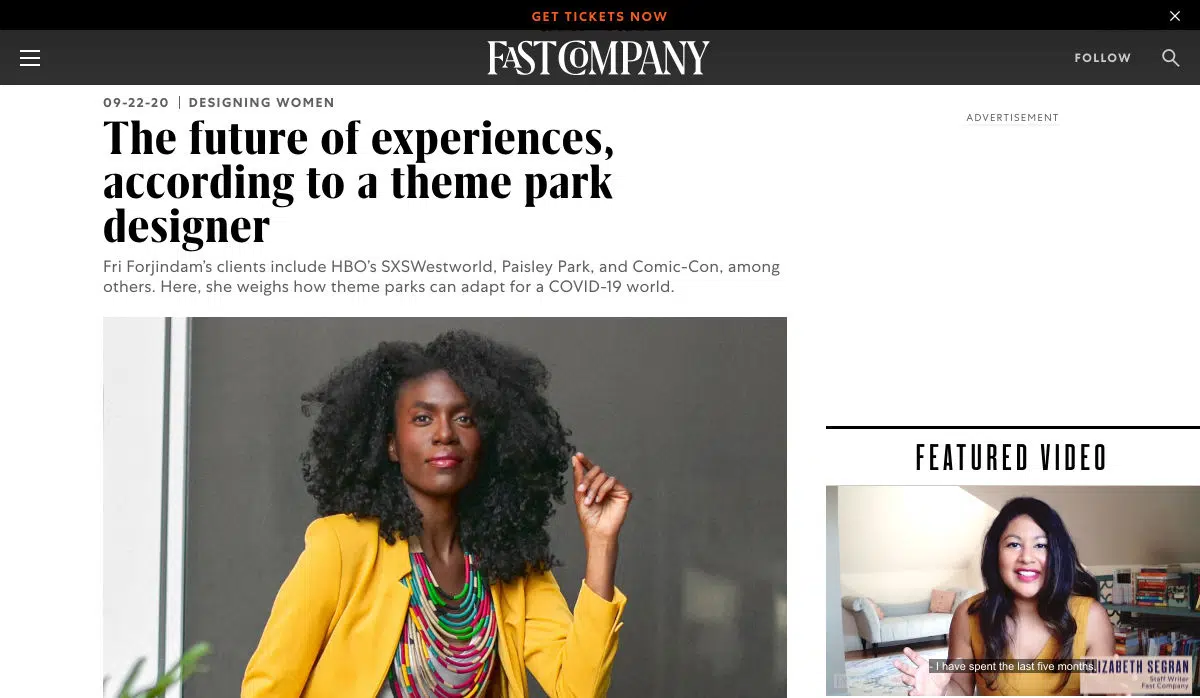 GET TICKETS NOW
FAST COMPANY
FOLLOW
09-22-20 | DESIGNING WOMEN
The future of experiences,
according to a theme park
designer
Fri Forjindam’s clients include HBO’s SXSWestworld, Paisley Park, and Comic-Con, among
others. Here, she weighs how theme parks can adapt for a COVID-19 world.
ADVERTISEMENT
FEATURED VIDEO
- I have spent the last five months,
LIZABETH SEGRAN
Staff Writer
Fast Company